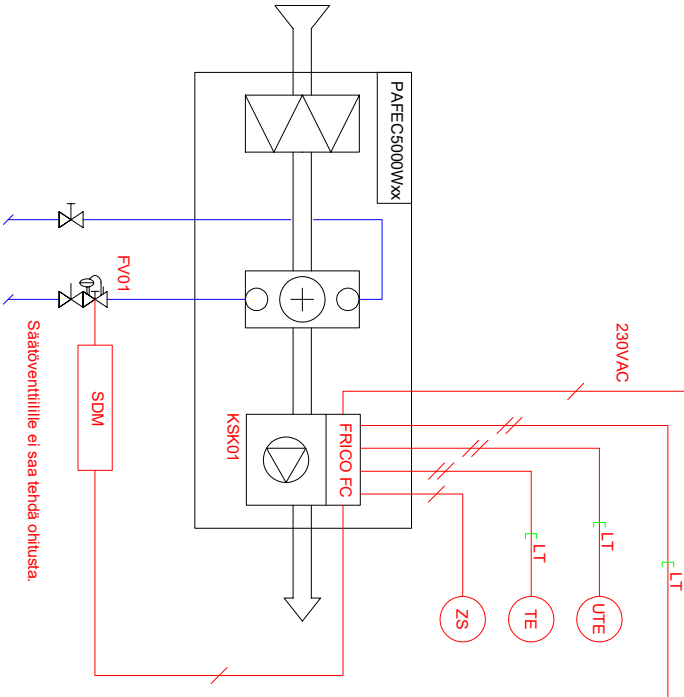 PAFEC5000Wxx
230VAC
FV01
SDM
KSK01
FRICO FC
LT
LT
LT
UTE
TE
ZS
Säätöventtiilille ei saa tehdä ohitusta.